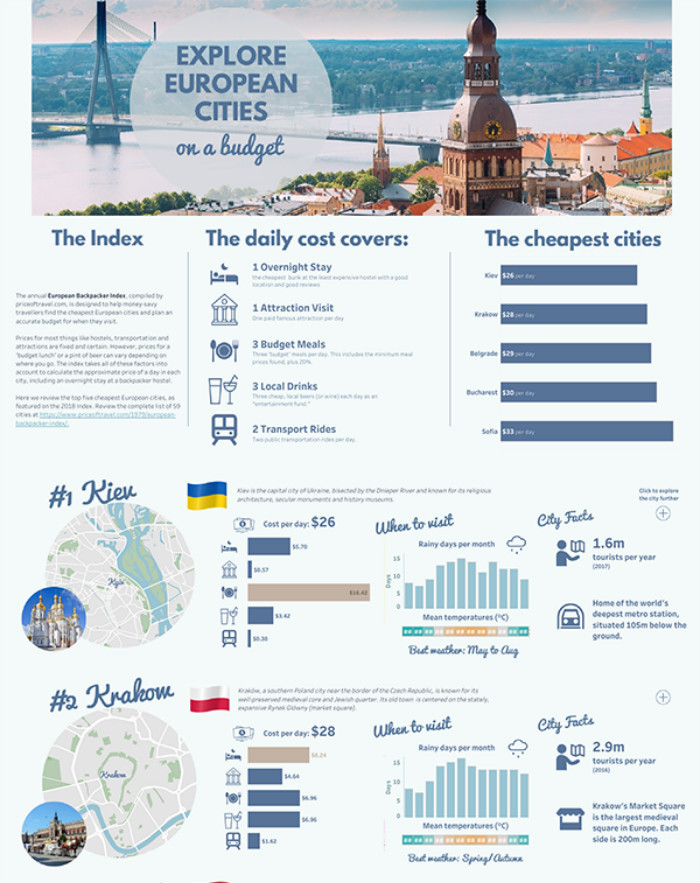 EXPLORE
EUROPEAN
CITIES
on a budget
The Index
The annual European Backpacker Index, compiled by
priceoftravel.com, is designed to help money-savvy
travellers find the cheapest European cities and plan an
accurate budget for when they visit.
Prices for most things like hostels, transportation and
attractions are fixed and certain. However, prices for a
'budget lunch' or a pint of beer can vary depending on
where you go. The index takes all of these factors into
account to calculate the approximate price of a day in each
city, including an overnight stay at a backpacker hostel.
Here we review the top five cheapest European cities, as
featured on the 2018 index. Review the complete list of 59
cities at https://www.priceoftravel.com/1979/european-
backpacker-index/.
The daily cost covers:
1 Overnight Stay
the cheapest bunk at the least expensive hostel with a good
location and good reviews
1 Attraction Visit
One paid famous attraction per day
3 Budget Meals
Three 'budget' meals per day. This includes the minimum meal
prices found, plus 20%.
3 Local Drinks
Three cheap, local beers (or wine) each day as an
"entertainment fund."
2 Transport Rides
Two public transportation rides per day.
The cheapest cities
Kiev $26 per day
Krakow $28 per day
Belgrade $29 per day
Bucharest $30 per day
Sofia $33 per day
#1 Kiev
Kiev is the capital city of Ukraine, bisected by the Dnieper River and known for its religious
architecture, secular monuments and history museums.
Click to explore
the city further
Kyiv
Cost per day: $26
$5.70
$0.57
$16.42
$3.42
$0.38
When to visit
Rainy days per month
Days
15
10
5
0
Mean temperatures (°C)
Best weather: May to Aug
City Facts
1.6m
tourists per year
(2017)
Home of the world's
deepest metro station,
situated 105m below the
ground.
#2 Krakow
Kraków, a southern Poland city near the border of the Czech Republic, is known for its
well-preserved medieval core and Jewish quarter. Its old town is centered on the stately,
expansive Rynek Glówny (market square).
Krakow
Cost per day: $28
$8.24
$4.64
$6.96
$6.96
$1.62
When to visit
Rainy days per month
Days
15
10
5
0
Mean temperatures (°C)
Best weather: Spring/Autumn
City Facts
2.9m
tourists per year
(2016)
Krakow's Market Square
is the largest medieval
square in Europe. Each
side is 200m long.